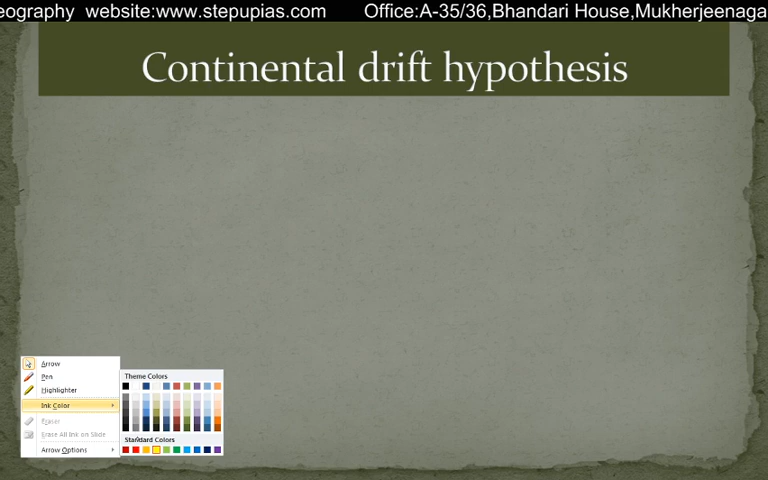 eography website:www.stepupias.com Office:A-35/36,Bhandari House,Mukherjeenaga
Continental drift hypothesis
Arrow
Pen
Highlighter
Ink Color
Eraser
Erase All Ink on Slide
Arrow Options
Theme Colors
Standard Colors